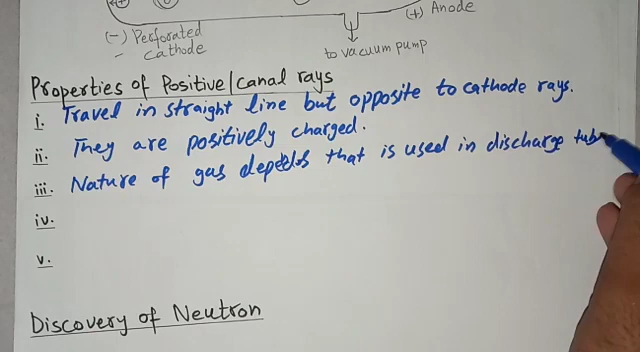 (+) Anode
(-) Perforated
- cathode
to vacuum pump
Properties of Positive/Canal rays
i. Travel in straight line but opposite to cathode rays.
ii. They are positively charged.
iii. Nature of gas depends that is used in discharge tub
iv.
v.
Discovery of Neutron